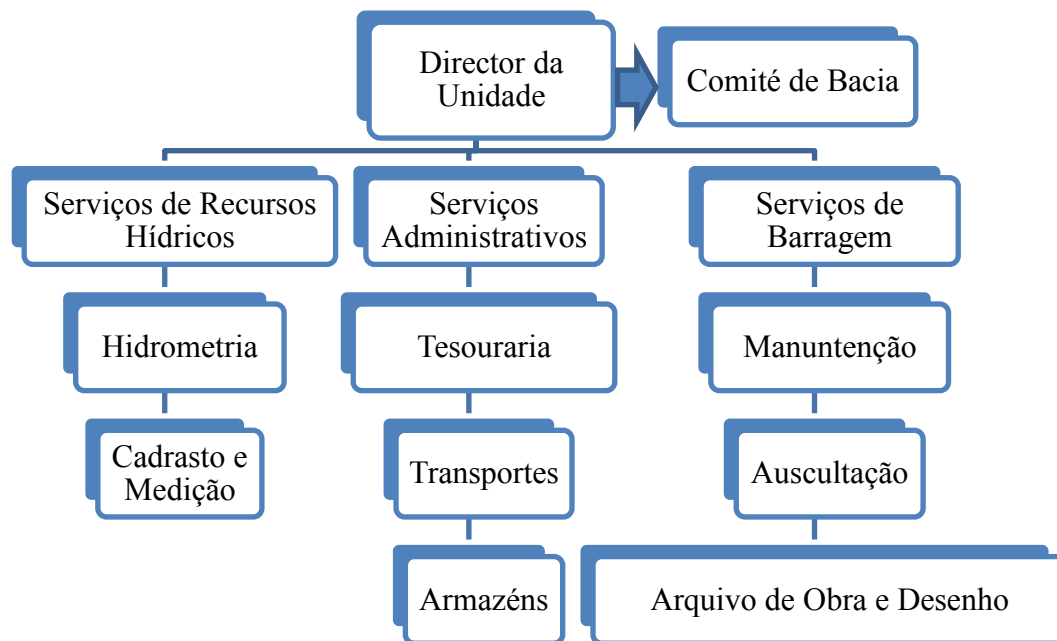 Director da
Unidade
Comité de Bacia
Serviços de Recursos
Hídricos
Serviços
Administrativos
Serviços de
Barragem
Hidrometria
Tesouraria
Manuntenção
Cadrasto e
Medição
Transportes
Auscultação
Armazéns
Arquivo de Obra e Desenho